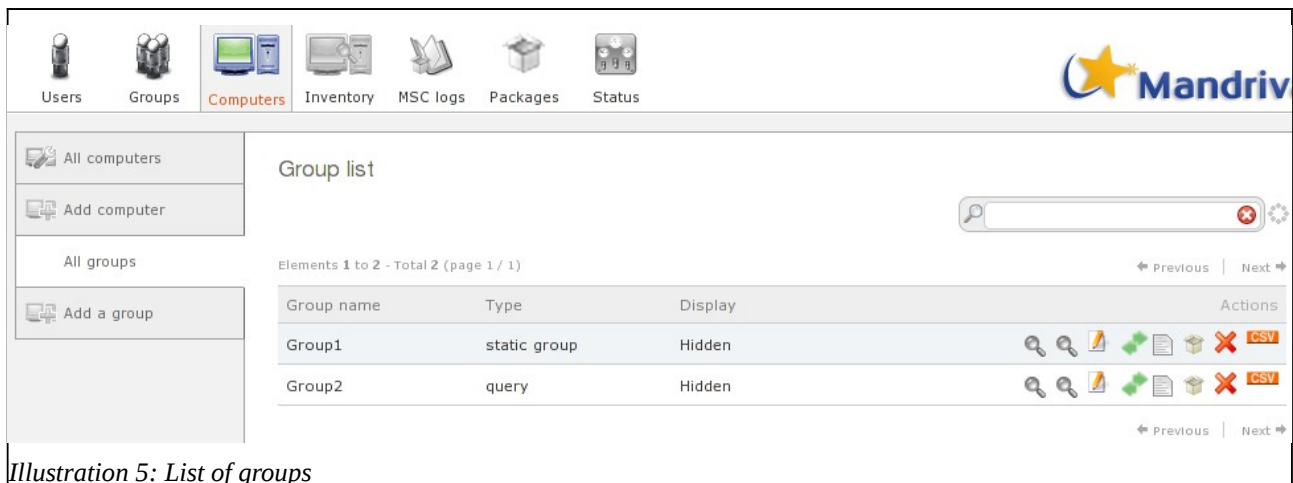 Users Groups Computers Inventory MSC logs Packages Status
Mandriv
All computers
Group list
Add computer
All groups
Elements 1 to 2 - Total 2 (page 1 / 1) Previous | Next
Add a group
Group name Type Display Actions
Group1 static group Hidden CSV
Group2 query Hidden CSV
Previous | Next
Illustration 5: List of groups